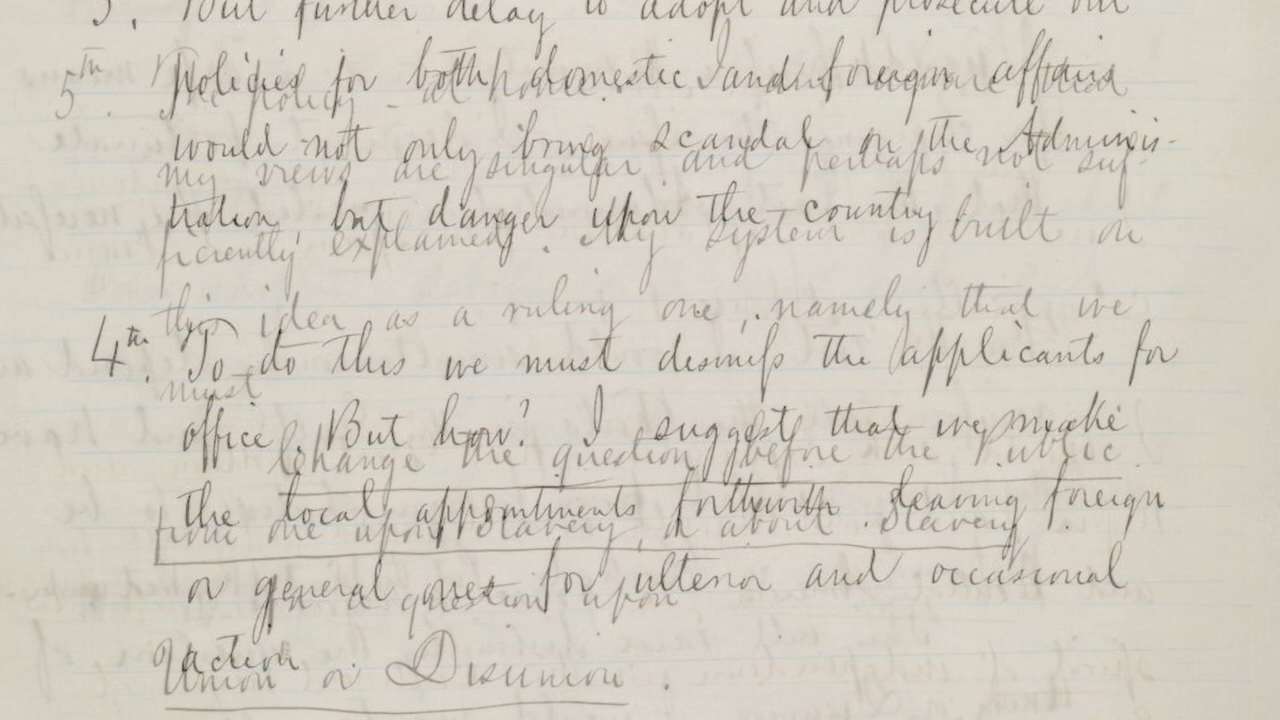 3. But further delay to adopt and prosecute our
Policies for both domestic and foreign affairs
would not only bring scandal on the Adminis-
tration, but danger upon the country
4th. To do this we must dismiss the applicants for
office. But how? I suggest that we make
the local appointments forthwith leaving foreign
or general ones for ulterior and occasional
action.
5th. The policy - at home.
my views are singular and perhaps not suf-
ficiently explained. My system is built on
this idea as a ruling one, namely that we
must
Change the question before the Public
from one upon Slavery, or about Slavery
for a question upon
Union or Disunion.